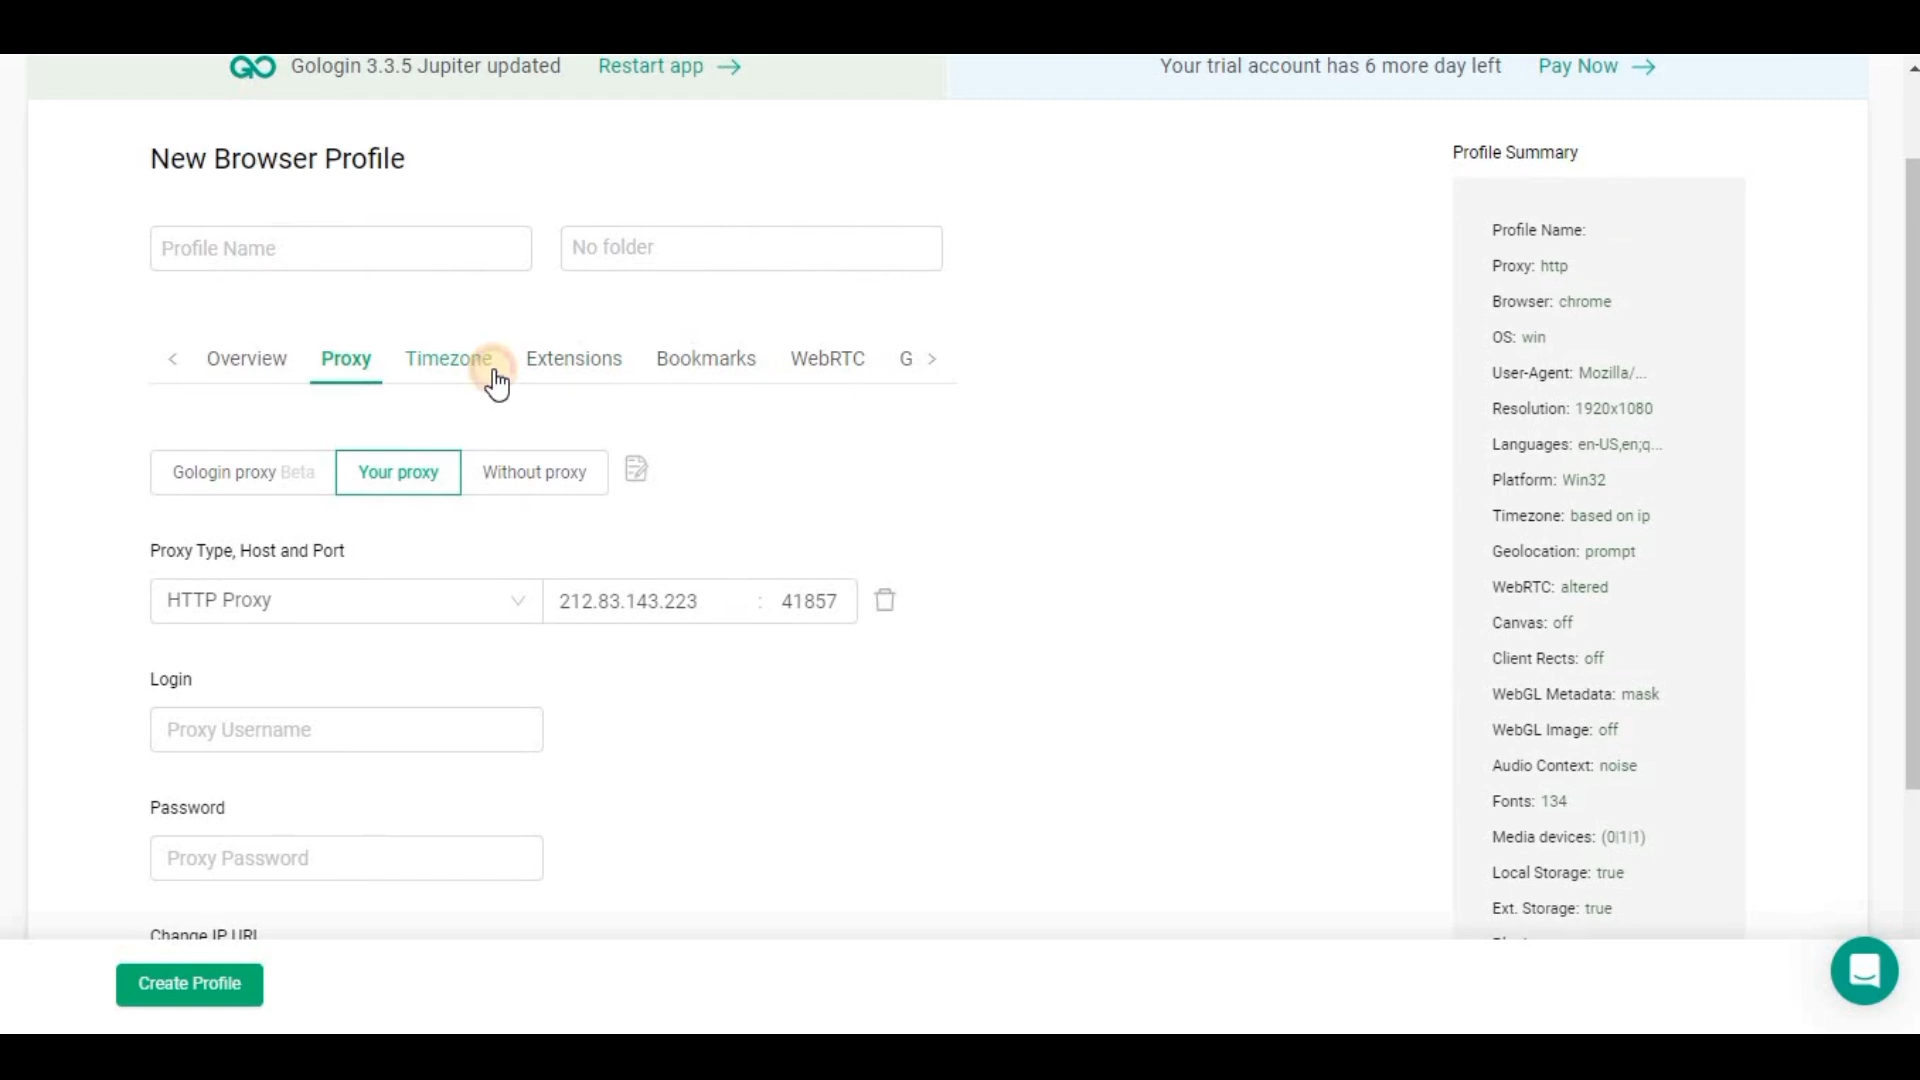 Gologin 3.3.5 Jupiter updated Restart app →
Your trial account has 6 more day left Pay Now →
New Browser Profile
Profile Name
No folder
< Overview Proxy Timezone Extensions Bookmarks WebRTC G >
Gologin proxy Beta Your proxy Without proxy
Proxy Type, Host and Port
HTTP Proxy 212.83.143.223 : 41857
Login
Proxy Username
Password
Proxy Password
Change IP URL
Create Profile
Profile Summary
Profile Name:
Proxy: http
Browser: chrome
OS: win
User-Agent: Mozilla/...
Resolution: 1920x1080
Languages: en-US,en;q...
Platform: Win32
Timezone: based on ip
Geolocation: prompt
WebRTC: altered
Canvas: off
Client Rects: off
WebGL Metadata: mask
WebGL Image: off
Audio Context: noise
Fonts: 134
Media devices: (0|1|1)
Local Storage: true
Ext. Storage: true